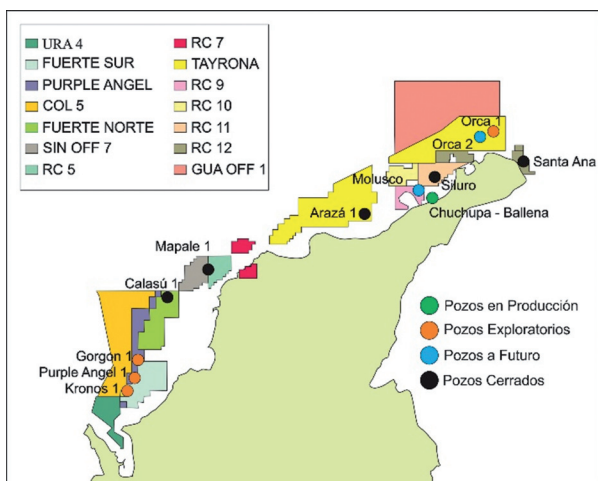 URA 4
FUERTE SUR
PURPLE ANGEL
COL 5
FUERTE NORTE
SIN OFF 7
RC 5
RC 7
TAYRONA
RC 9
RC 10
RC 11
RC 12
GUA OFF 1
Orca 1
Orca 2
Santa Ana
Molusco
Siluro
Arazá 1
Chuchupa - Ballena
Mapale 1
Calasú 1
Gorgon 1
Purple Angel 1
Kronos 1
Pozos en Producción
Pozos Exploratorios
Pozos a Futuro
Pozos Cerrados